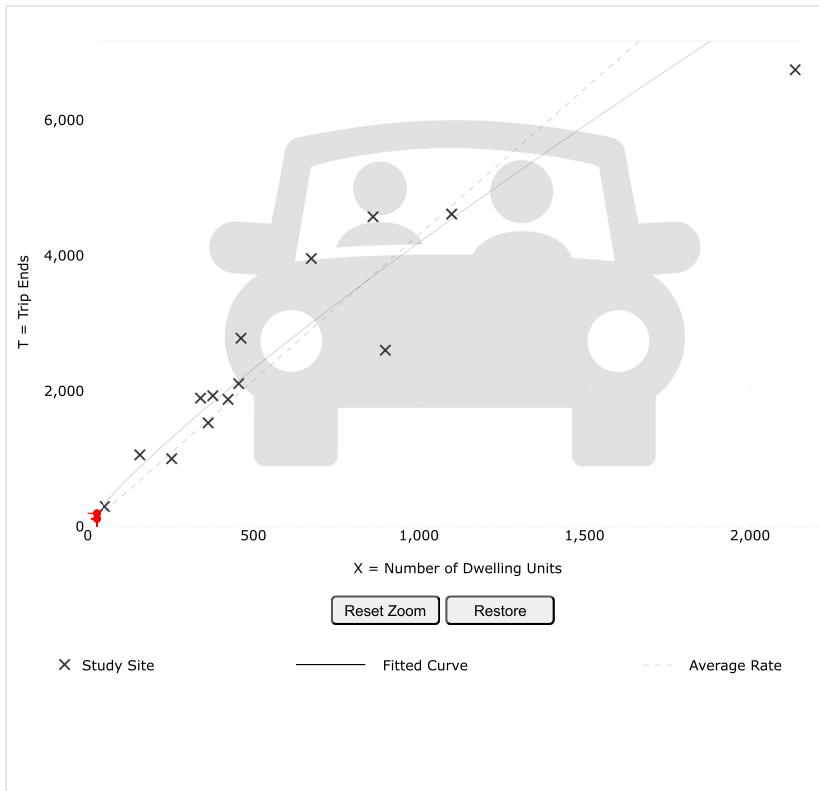 6,000
4,000
T = Trip Ends
2,000
0
0 500 1,000 1,500 2,000
X = Number of Dwelling Units
Reset Zoom Restore
Study Site Fitted Curve Average Rate